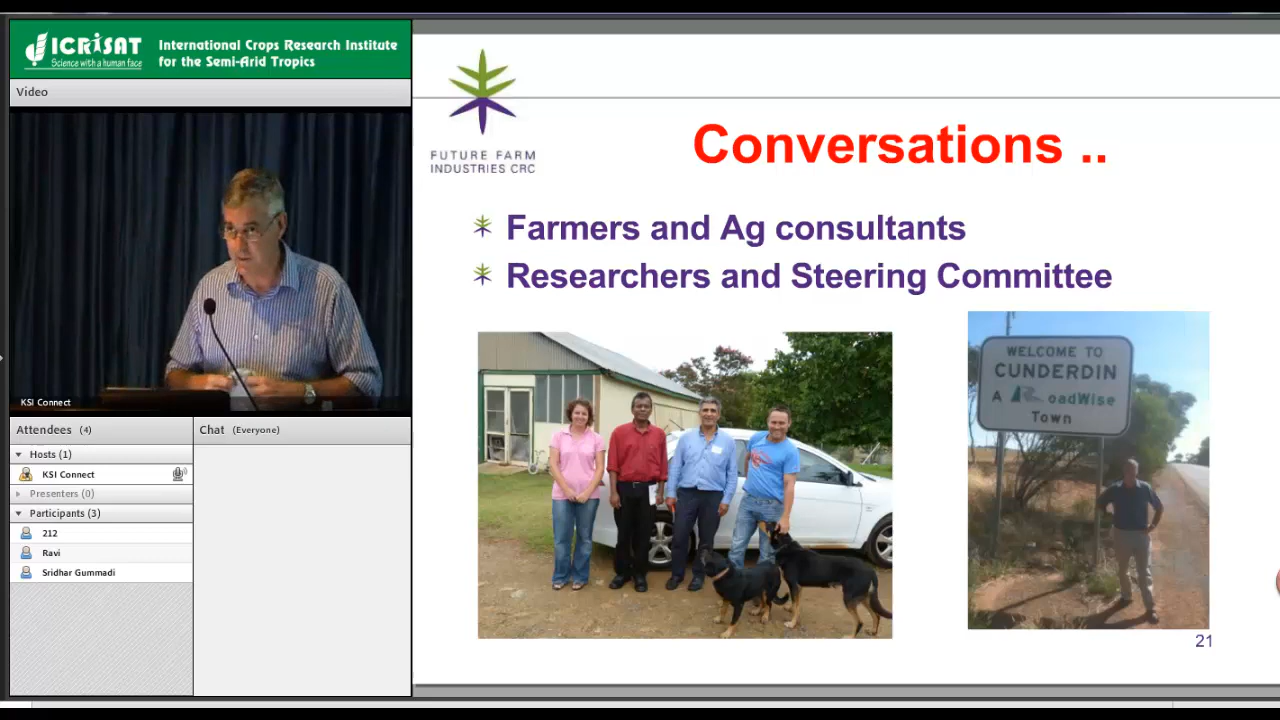 ICRISAT
Science with a human face
International Crops Research Institute
for the Semi-Arid Tropics
Video
KSI Connect
Attendees (4)
Hosts (1)
KSI Connect
Presenters (0)
Participants (3)
212
Ravi
Sridhar Gummadi
Chat (Everyone)
FUTURE FARM
INDUSTRIES CRC
Conversations ..
Farmers and Ag consultants
Researchers and Steering Committee
WELCOME TO
CUNDERDIN
A RoadWise
Town
21